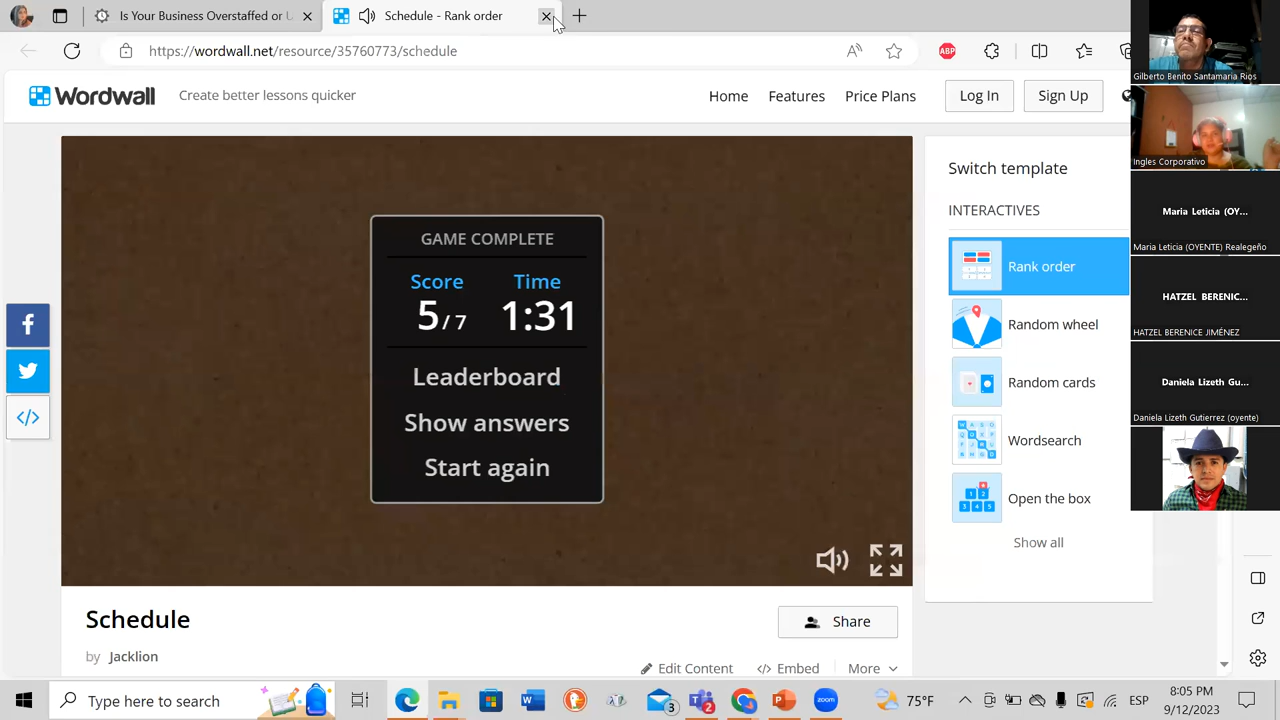 Is Your Business Overstaffed or U
Schedule - Rank order
https://wordwall.net/resource/35760773/schedule
ABP
Wordwall
Create better lessons quicker
Home
Features
Price Plans
Log In
Sign Up
GAME COMPLETE
Score
Time
5 / 7
1:31
Leaderboard
Show answers
Start again
Switch template
INTERACTIVES
Rank order
Random wheel
Random cards
Wordsearch
Open the box
Show all
Schedule
Share
by Jacklion
Edit Content
</> Embed
More
Gilberto Benito Santamaria Rios
Ingles Corporativo
Maria Leticia (OY...
Maria Leticia (OYENTE) Realegeño
HATZEL BERENIC...
HATZEL BERENICE JIMÉNEZ
Daniela Lizeth Gu...
Daniela Lizeth Gutierrez (oyente)
Type here to search
3
2
zoom
75°F
ESP
8:05 PM
9/12/2023